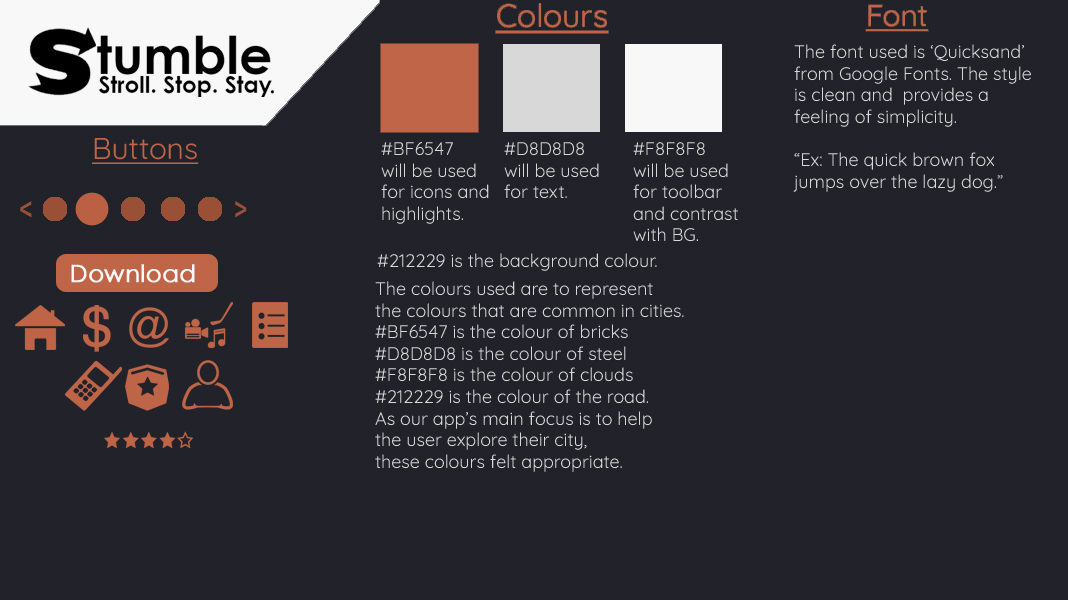 Stumble
Stroll. Stop. Stay.
Buttons
< >
Download
$ @
Colours
#BF6547
will be used
for icons and
highlights.
#D8D8D8
will be used
for text.
#F8F8F8
will be used
for toolbar
and contrast
with BG.
#212229 is the background colour.
The colours used are to represent
the colours that are common in cities.
#BF6547 is the colour of bricks
#D8D8D8 is the colour of steel
#F8F8F8 is the colour of clouds
#212229 is the colour of the road.
As our app’s main focus is to help
the user explore their city,
these colours felt appropriate.
Font
The font used is ‘Quicksand’
from Google Fonts. The style
is clean and  provides a
feeling of simplicity.
“Ex: The quick brown fox
jumps over the lazy dog.”